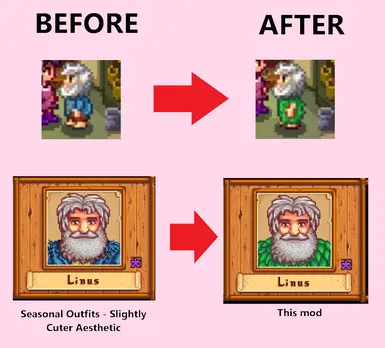 BEFORE
AFTER
Linus
Linus
Seasonal Outfits - Slightly
Cuter Aesthetic
This mod